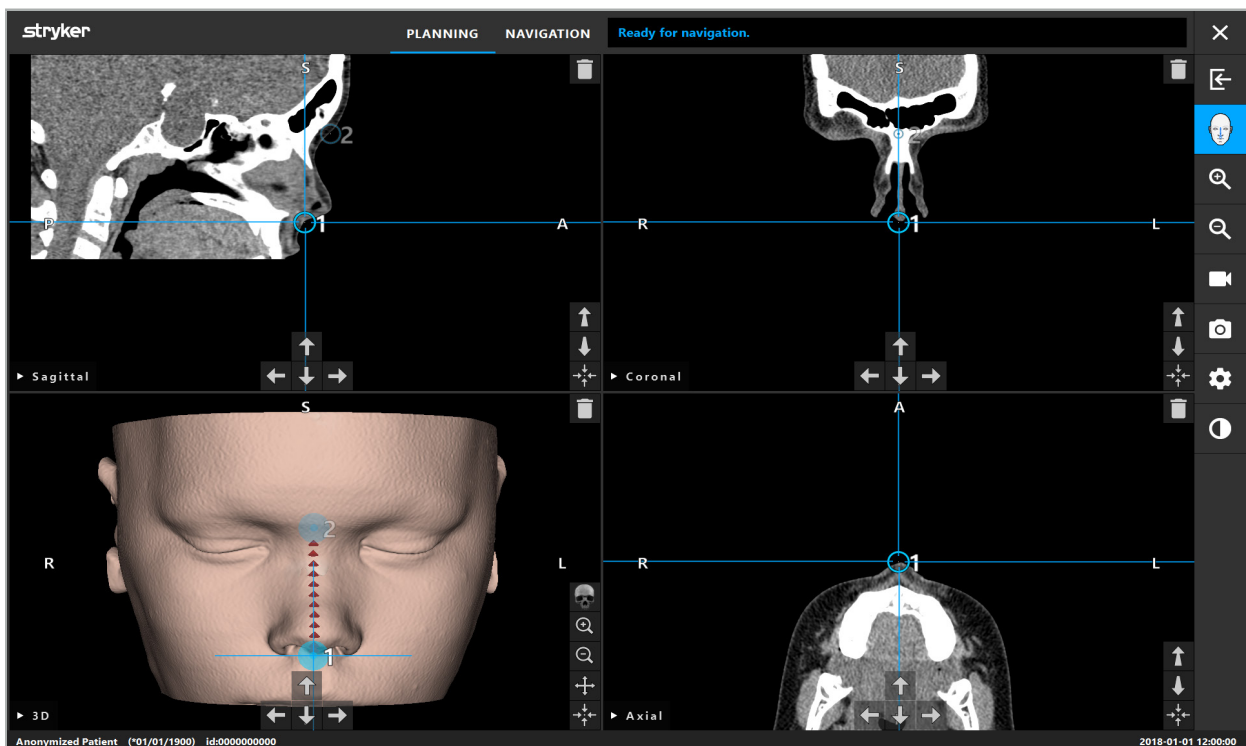 stryker
PLANNING NAVIGATION
Ready for navigation.
S
2
P
1
A
Sagittal
S
2
R
1
L
Coronal
S
2
R
L
1
3D
A
R
1
L
Axial
Anonymized Patient (*01/01/1900) id:0000000000
2018-01-01 12:00:00